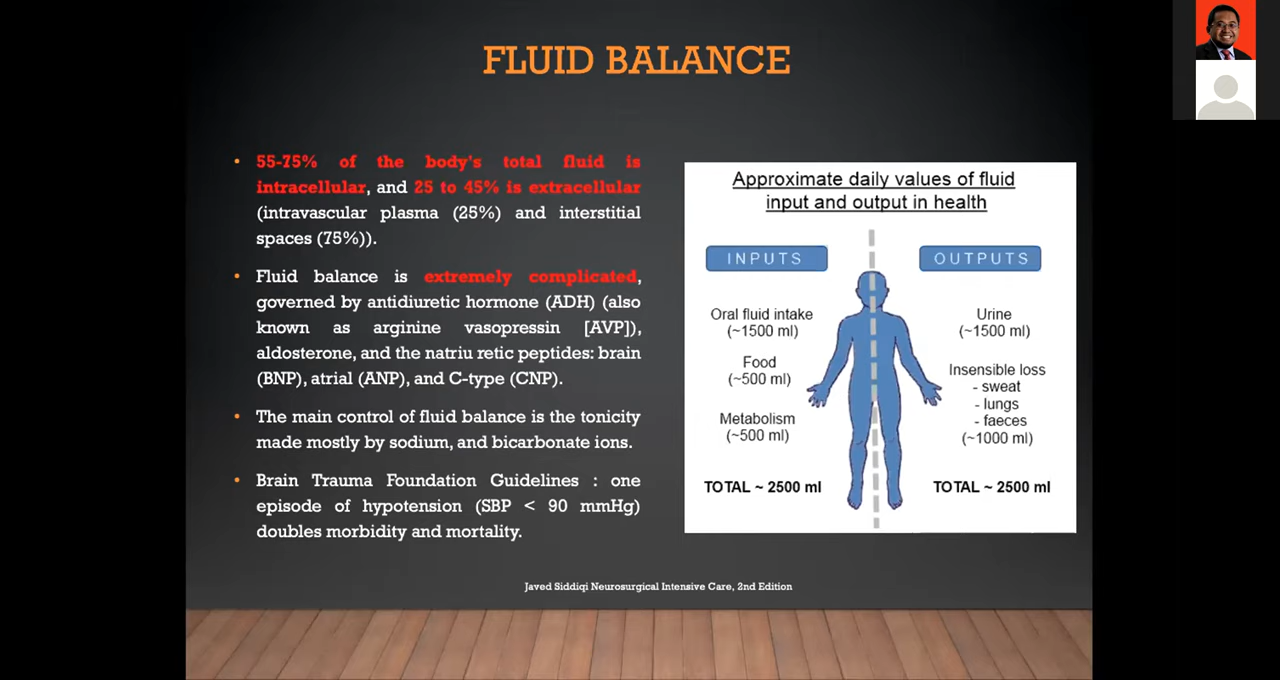 FLUID BALANCE
• 55-75% of the body's total fluid is
intracellular, and 25 to 45% is extracellular
(intravascular plasma (25%) and interstitial
spaces (75%)).
• Fluid balance is extremely complicated,
governed by antidiuretic hormone (ADH) (also
known as arginine vasopressin [AVP]),
aldosterone, and the natriu retic peptides: brain
(BNP), atrial (ANP), and C-type (CNP).
• The main control of fluid balance is the tonicity
made mostly by sodium, and bicarbonate ions.
• Brain Trauma Foundation Guidelines : one
episode of hypotension (SBP < 90 mmHg)
doubles morbidity and mortality.
Approximate daily values of fluid
input and output in health
INPUTS
Oral fluid intake
(~1500 ml)
Food
(~500 ml)
Metabolism
(~500 ml)
TOTAL ~ 2500 ml
OUTPUTS
Urine
(~1500 ml)
Insensible loss
- sweat
- lungs
- faeces
(~1000 ml)
TOTAL ~ 2500 ml
Javed Siddiqi Neurosurgical Intensive Care, 2nd Edition